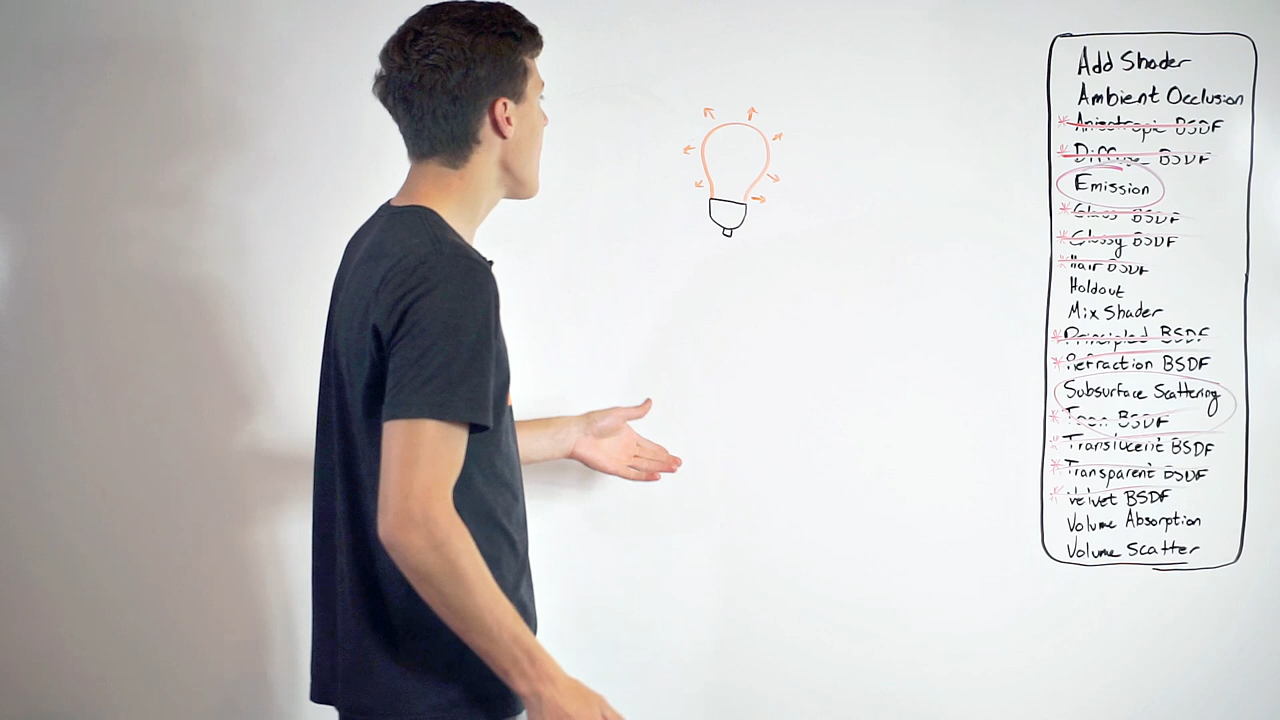 Add Shader
Ambient Occlusion
Anisotropic BSDF
Diffuse BSDF
Emission
Glass BSDF
Glossy BSDF
Hair BSDF
Holdout
Mix Shader
Principled BSDF
Refraction BSDF
Subsurface Scattering
Toon BSDF
Translucent BSDF
Transparent BSDF
Velvet BSDF
Volume Absorption
Volume Scatter